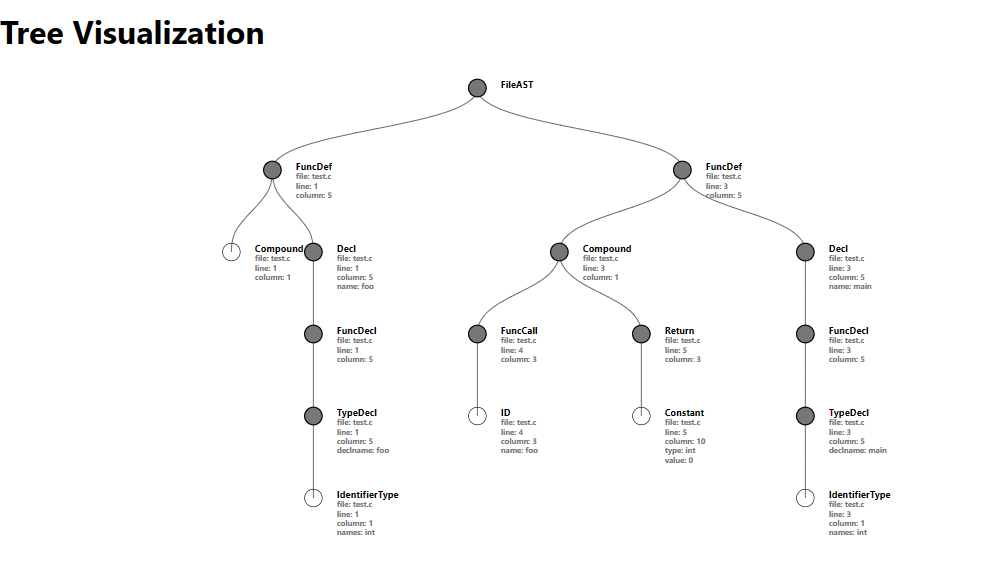 Tree Visualization
FileAST
FuncDef
file: test.c
line: 1
column: 5
FuncDef
file: test.c
line: 3
column: 5
Compound
file: test.c
line: 1
column: 1
Decl
file: test.c
line: 1
column: 5
name: foo
Compound
file: test.c
line: 3
column: 1
Decl
file: test.c
line: 3
column: 5
name: main
FuncDecl
file: test.c
line: 1
column: 5
FuncCall
file: test.c
line: 4
column: 3
Return
file: test.c
line: 5
column: 3
FuncDecl
file: test.c
line: 3
column: 5
TypeDecl
file: test.c
line: 1
column: 5
declname: foo
ID
file: test.c
line: 4
column: 3
name: foo
Constant
file: test.c
line: 5
column: 10
type: int
value: 0
TypeDecl
file: test.c
line: 3
column: 5
declname: main
IdentifierType
file: test.c
line: 1
column: 1
names: int
IdentifierType
file: test.c
line: 3
column: 1
names: int